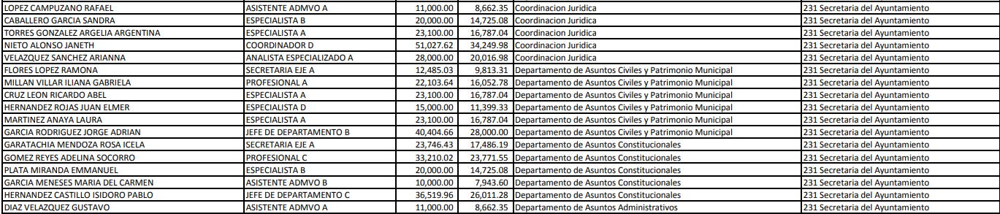 LOPEZ CAMPUZANO RAFAEL ASISTENTE ADMVO A 11,000.00 8,662.35 Coordinacion Juridica 231 Secretaria del Ayuntamiento
CABALLERO GARCIA SANDRA ESPECIALISTA B 20,000.00 14,725.08 Coordinacion Juridica 231 Secretaria del Ayuntamiento
TORRES GONZALEZ ARGELIA ARGENTINA ESPECIALISTA A 23,100.00 16,787.04 Coordinacion Juridica 231 Secretaria del Ayuntamiento
NIETO ALONSO JANETH COORDINADOR D 51,027.62 34,249.98 Coordinacion Juridica 231 Secretaria del Ayuntamiento
VELAZQUEZ SANCHEZ ARIANNA ANALISTA ESPECIALIZADO A 28,000.00 20,016.98 Coordinacion Juridica 231 Secretaria del Ayuntamiento
FLORES LOPEZ RAMONA SECRETARIA EJE A 12,485.03 9,813.31 Departamento de Asuntos Civiles y Patrimonio Municipal 231 Secretaria del Ayuntamiento
MILLAN VILLAR ILIANA GABRIELA PROFESIONAL A 22,103.64 16,052.78 Departamento de Asuntos Civiles y Patrimonio Municipal 231 Secretaria del Ayuntamiento
CRUZ LEON RICARDO ABEL ESPECIALISTA A 23,100.00 16,787.04 Departamento de Asuntos Civiles y Patrimonio Municipal 231 Secretaria del Ayuntamiento
HERNANDEZ ROJAS JUAN ELMER ESPECIALISTA D 15,000.00 11,399.33 Departamento de Asuntos Civiles y Patrimonio Municipal 231 Secretaria del Ayuntamiento
MARTINEZ ANAYA LAURA ESPECIALISTA A 23,100.00 16,787.04 Departamento de Asuntos Civiles y Patrimonio Municipal 231 Secretaria del Ayuntamiento
GARCIA RODRIGUEZ JORGE ADRIAN JEFE DE DEPARTAMENTO B 40,404.66 28,000.00 Departamento de Asuntos Civiles y Patrimonio Municipal 231 Secretaria del Ayuntamiento
GARATACHIA MENDOZA ROSA ICELA SECRETARIA EJE A 23,746.43 17,486.19 Departamento de Asuntos Constitucionales 231 Secretaria del Ayuntamiento
GOMEZ REYES ADELINA SOCORRO PROFESIONAL C 33,210.02 23,771.55 Departamento de Asuntos Constitucionales 231 Secretaria del Ayuntamiento
PLATA MIRANDA EMMANUEL ESPECIALISTA B 20,000.00 14,725.08 Departamento de Asuntos Constitucionales 231 Secretaria del Ayuntamiento
GARCIA MENESES MARIA DEL CARMEN ASISTENTE ADMVO B 10,000.00 7,943.60 Departamento de Asuntos Constitucionales 231 Secretaria del Ayuntamiento
HERNANDEZ CASTILLO ISIDORO PABLO JEFE DE DEPARTAMENTO C 36,519.96 26,011.28 Departamento de Asuntos Constitucionales 231 Secretaria del Ayuntamiento
DIAZ VELAZQUEZ GUSTAVO ASISTENTE ADMVO A 11,000.00 8,662.35 Departamento de Asuntos Administrativos 231 Secretaria del Ayuntamiento